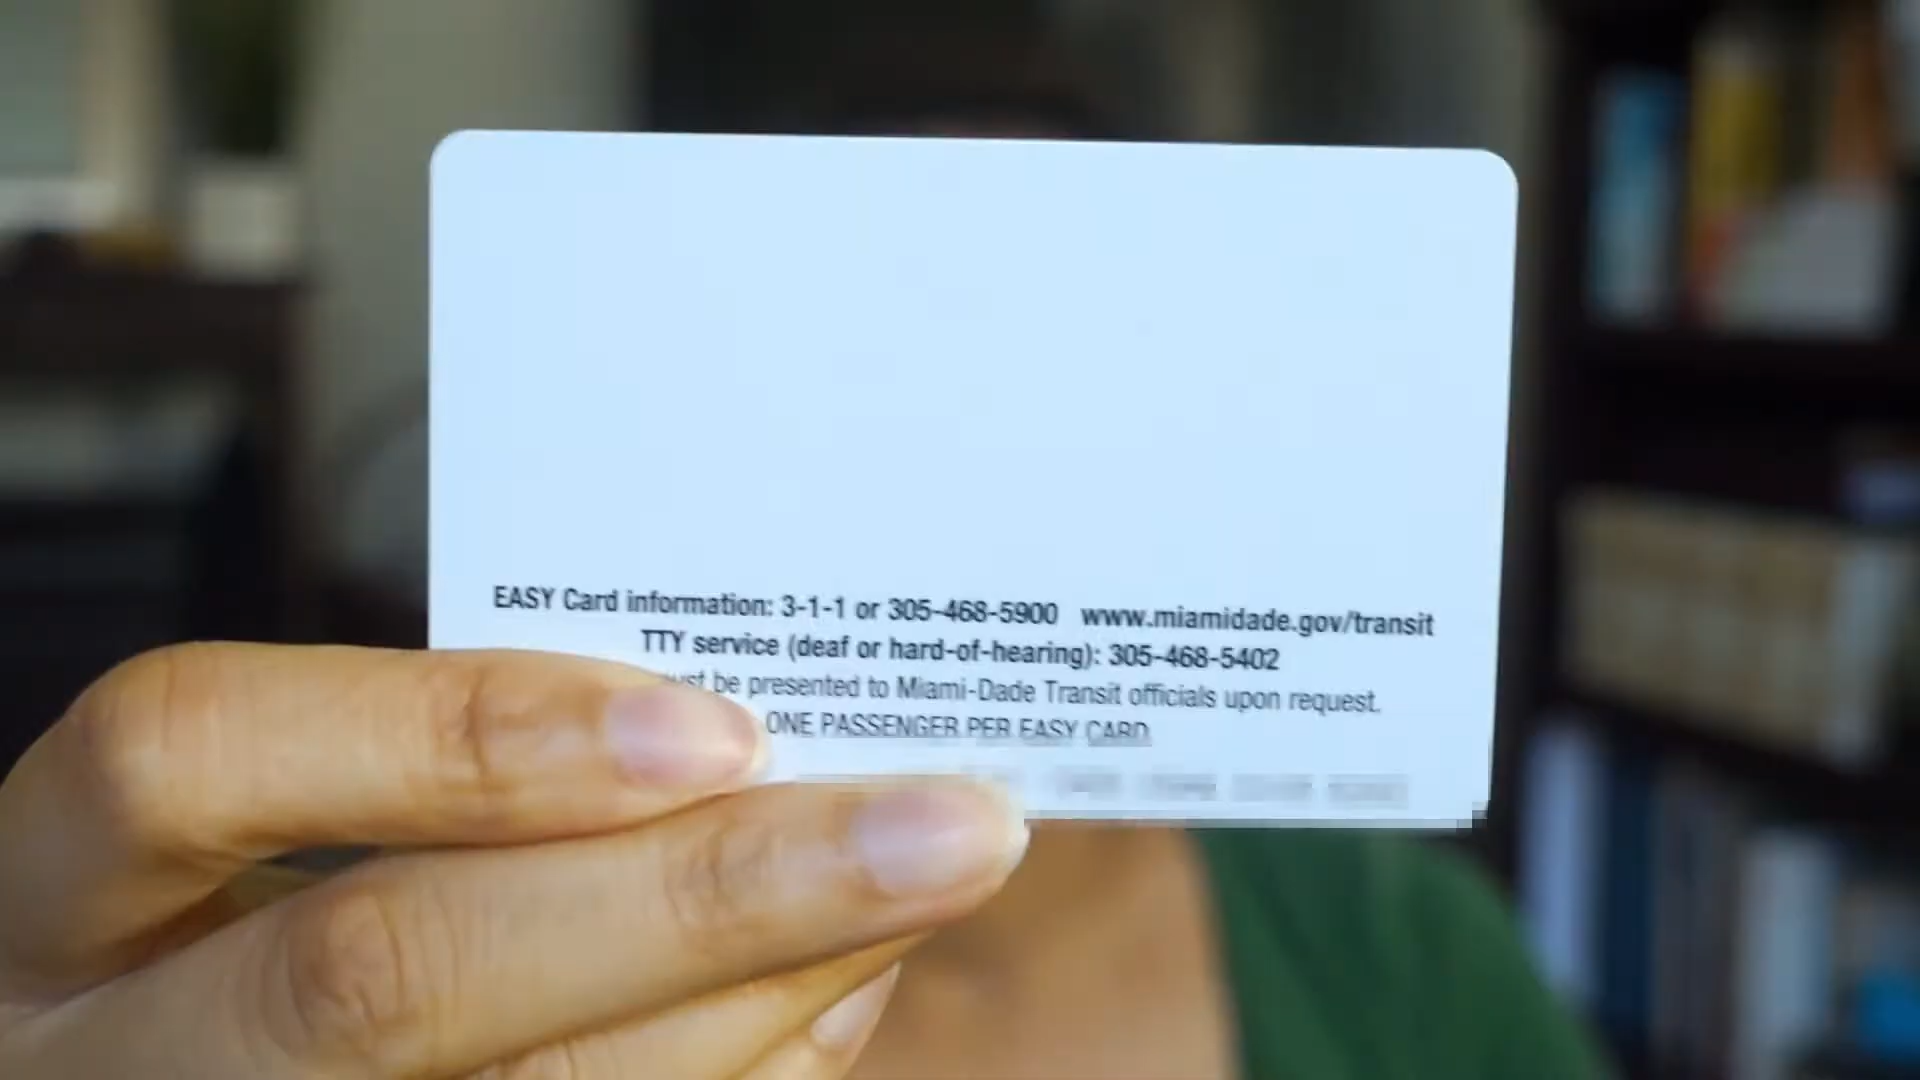 EASY Card information: 3-1-1 or 305-468-5900 www.miamidade.gov/transit
TTY service (deaf or hard-of-hearing): 305-468-5402
be presented to Miami-Dade Transit officials upon request.
ONE PASSENGER PER EASY CARD.